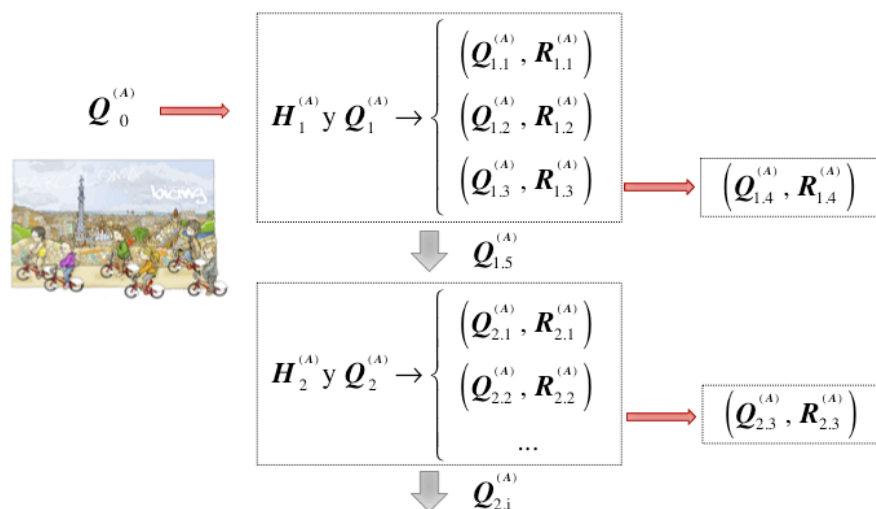 Q_0^(A)
H_1^(A) y Q_1^(A) → { (Q_1.1^(A), R_1.1^(A))
(Q_1.2^(A), R_1.2^(A))
(Q_1.3^(A), R_1.3^(A))
(Q_1.4^(A), R_1.4^(A))
Q_1.5^(A)
H_2^(A) y Q_2^(A) → { (Q_2.1^(A), R_2.1^(A))
(Q_2.2^(A), R_2.2^(A))
...
(Q_2.3^(A), R_2.3^(A))
Q_2.i^(A)